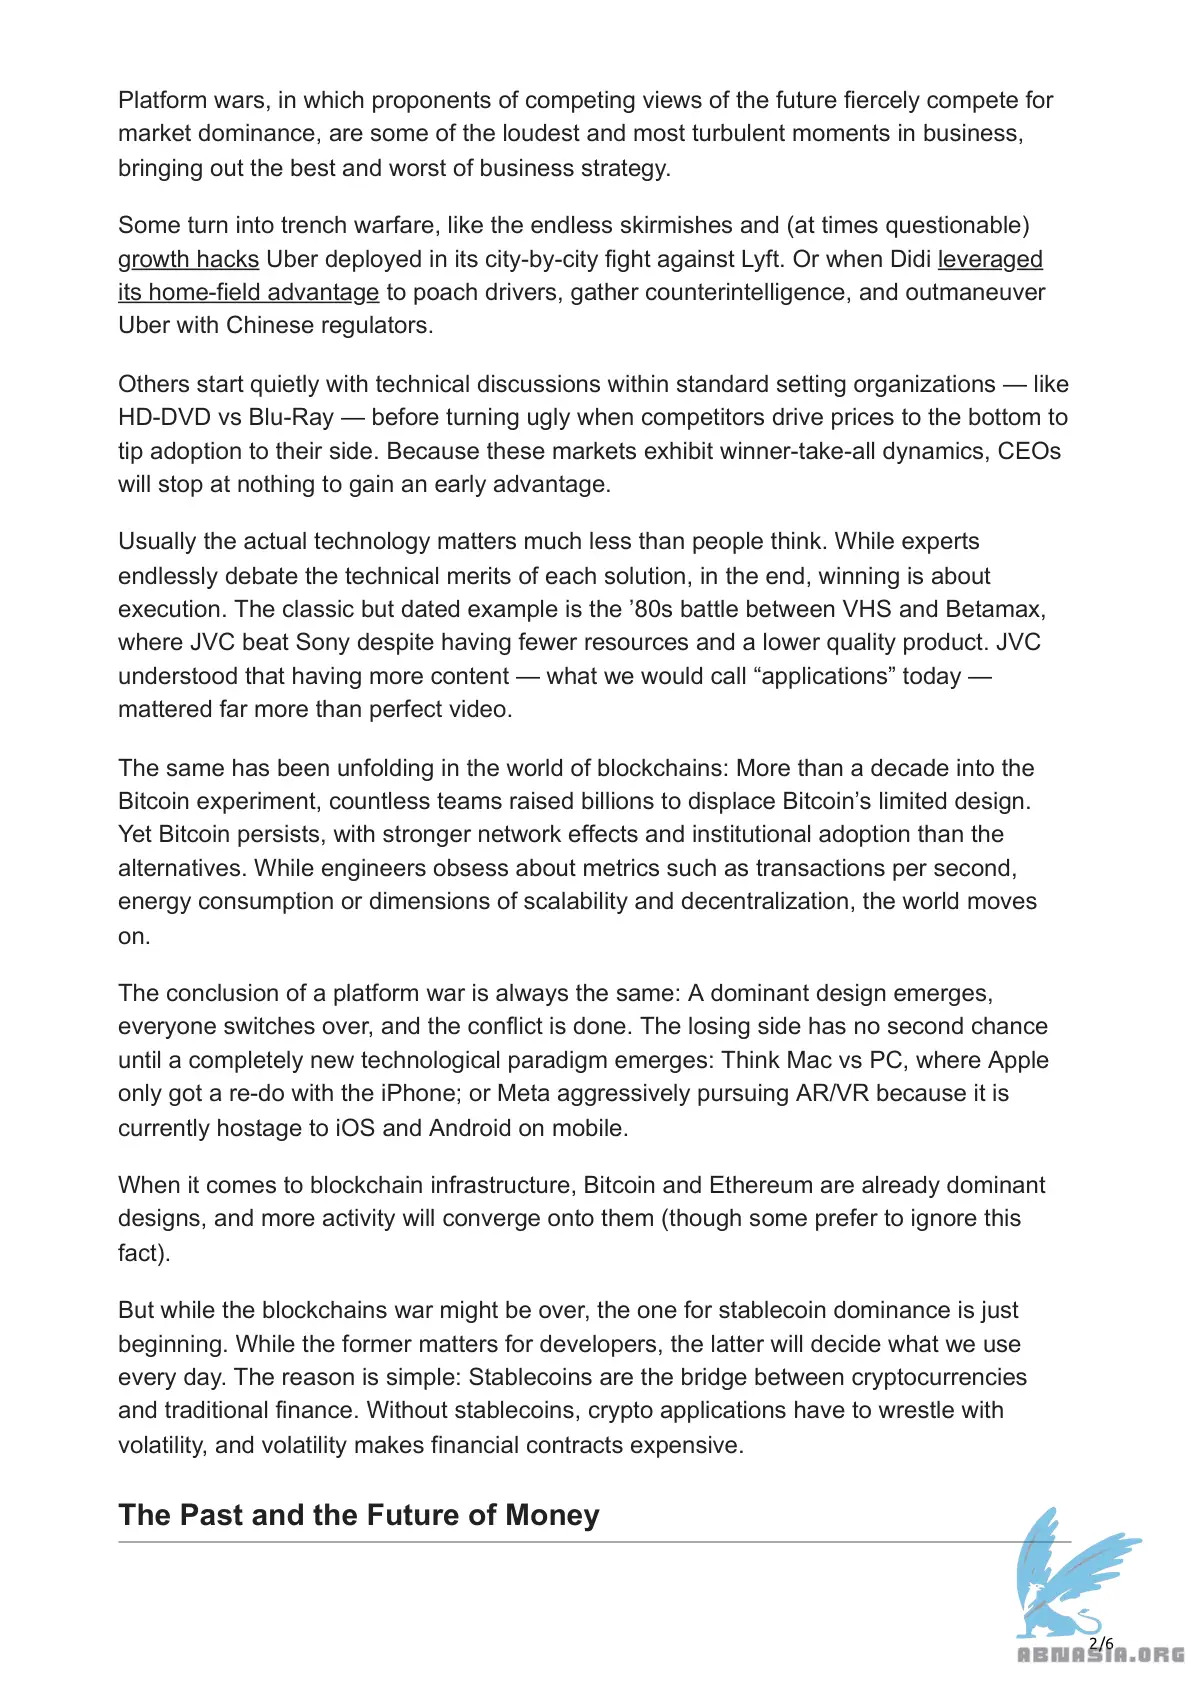 Platform wars, in which proponents of competing views of the future fiercely compete for
market dominance, are some of the loudest and most turbulent moments in business,
bringing out the best and worst of business strategy.
Some turn into trench warfare, like the endless skirmishes and (at times questionable)
growth hacks Uber deployed in its city-by-city fight against Lyft. Or when Didi leveraged
its home-field advantage to poach drivers, gather counterintelligence, and outmaneuver
Uber with Chinese regulators.
Others start quietly with technical discussions within standard setting organizations — like
HD-DVD vs Blu-Ray — before turning ugly when competitors drive prices to the bottom to
tip adoption to their side. Because these markets exhibit winner-take-all dynamics, CEOs
will stop at nothing to gain an early advantage.
Usually the actual technology matters much less than people think. While experts
endlessly debate the technical merits of each solution, in the end, winning is about
execution. The classic but dated example is the ’80s battle between VHS and Betamax,
where JVC beat Sony despite having fewer resources and a lower quality product. JVC
understood that having more content — what we would call “applications” today —
mattered far more than perfect video.
The same has been unfolding in the world of blockchains: More than a decade into the
Bitcoin experiment, countless teams raised billions to displace Bitcoin’s limited design.
Yet Bitcoin persists, with stronger network effects and institutional adoption than the
alternatives. While engineers obsess about metrics such as transactions per second,
energy consumption or dimensions of scalability and decentralization, the world moves
on.
The conclusion of a platform war is always the same: A dominant design emerges,
everyone switches over, and the conflict is done. The losing side has no second chance
until a completely new technological paradigm emerges: Think Mac vs PC, where Apple
only got a re-do with the iPhone; or Meta aggressively pursuing AR/VR because it is
currently hostage to iOS and Android on mobile.
When it comes to blockchain infrastructure, Bitcoin and Ethereum are already dominant
designs, and more activity will converge onto them (though some prefer to ignore this
fact).
But while the blockchains war might be over, the one for stablecoin dominance is just
beginning. While the former matters for developers, the latter will decide what we use
every day. The reason is simple: Stablecoins are the bridge between cryptocurrencies
and traditional finance. Without stablecoins, crypto applications have to wrestle with
volatility, and volatility makes financial contracts expensive.
The Past and the Future of Money
2/6
ABNASIA.ORG